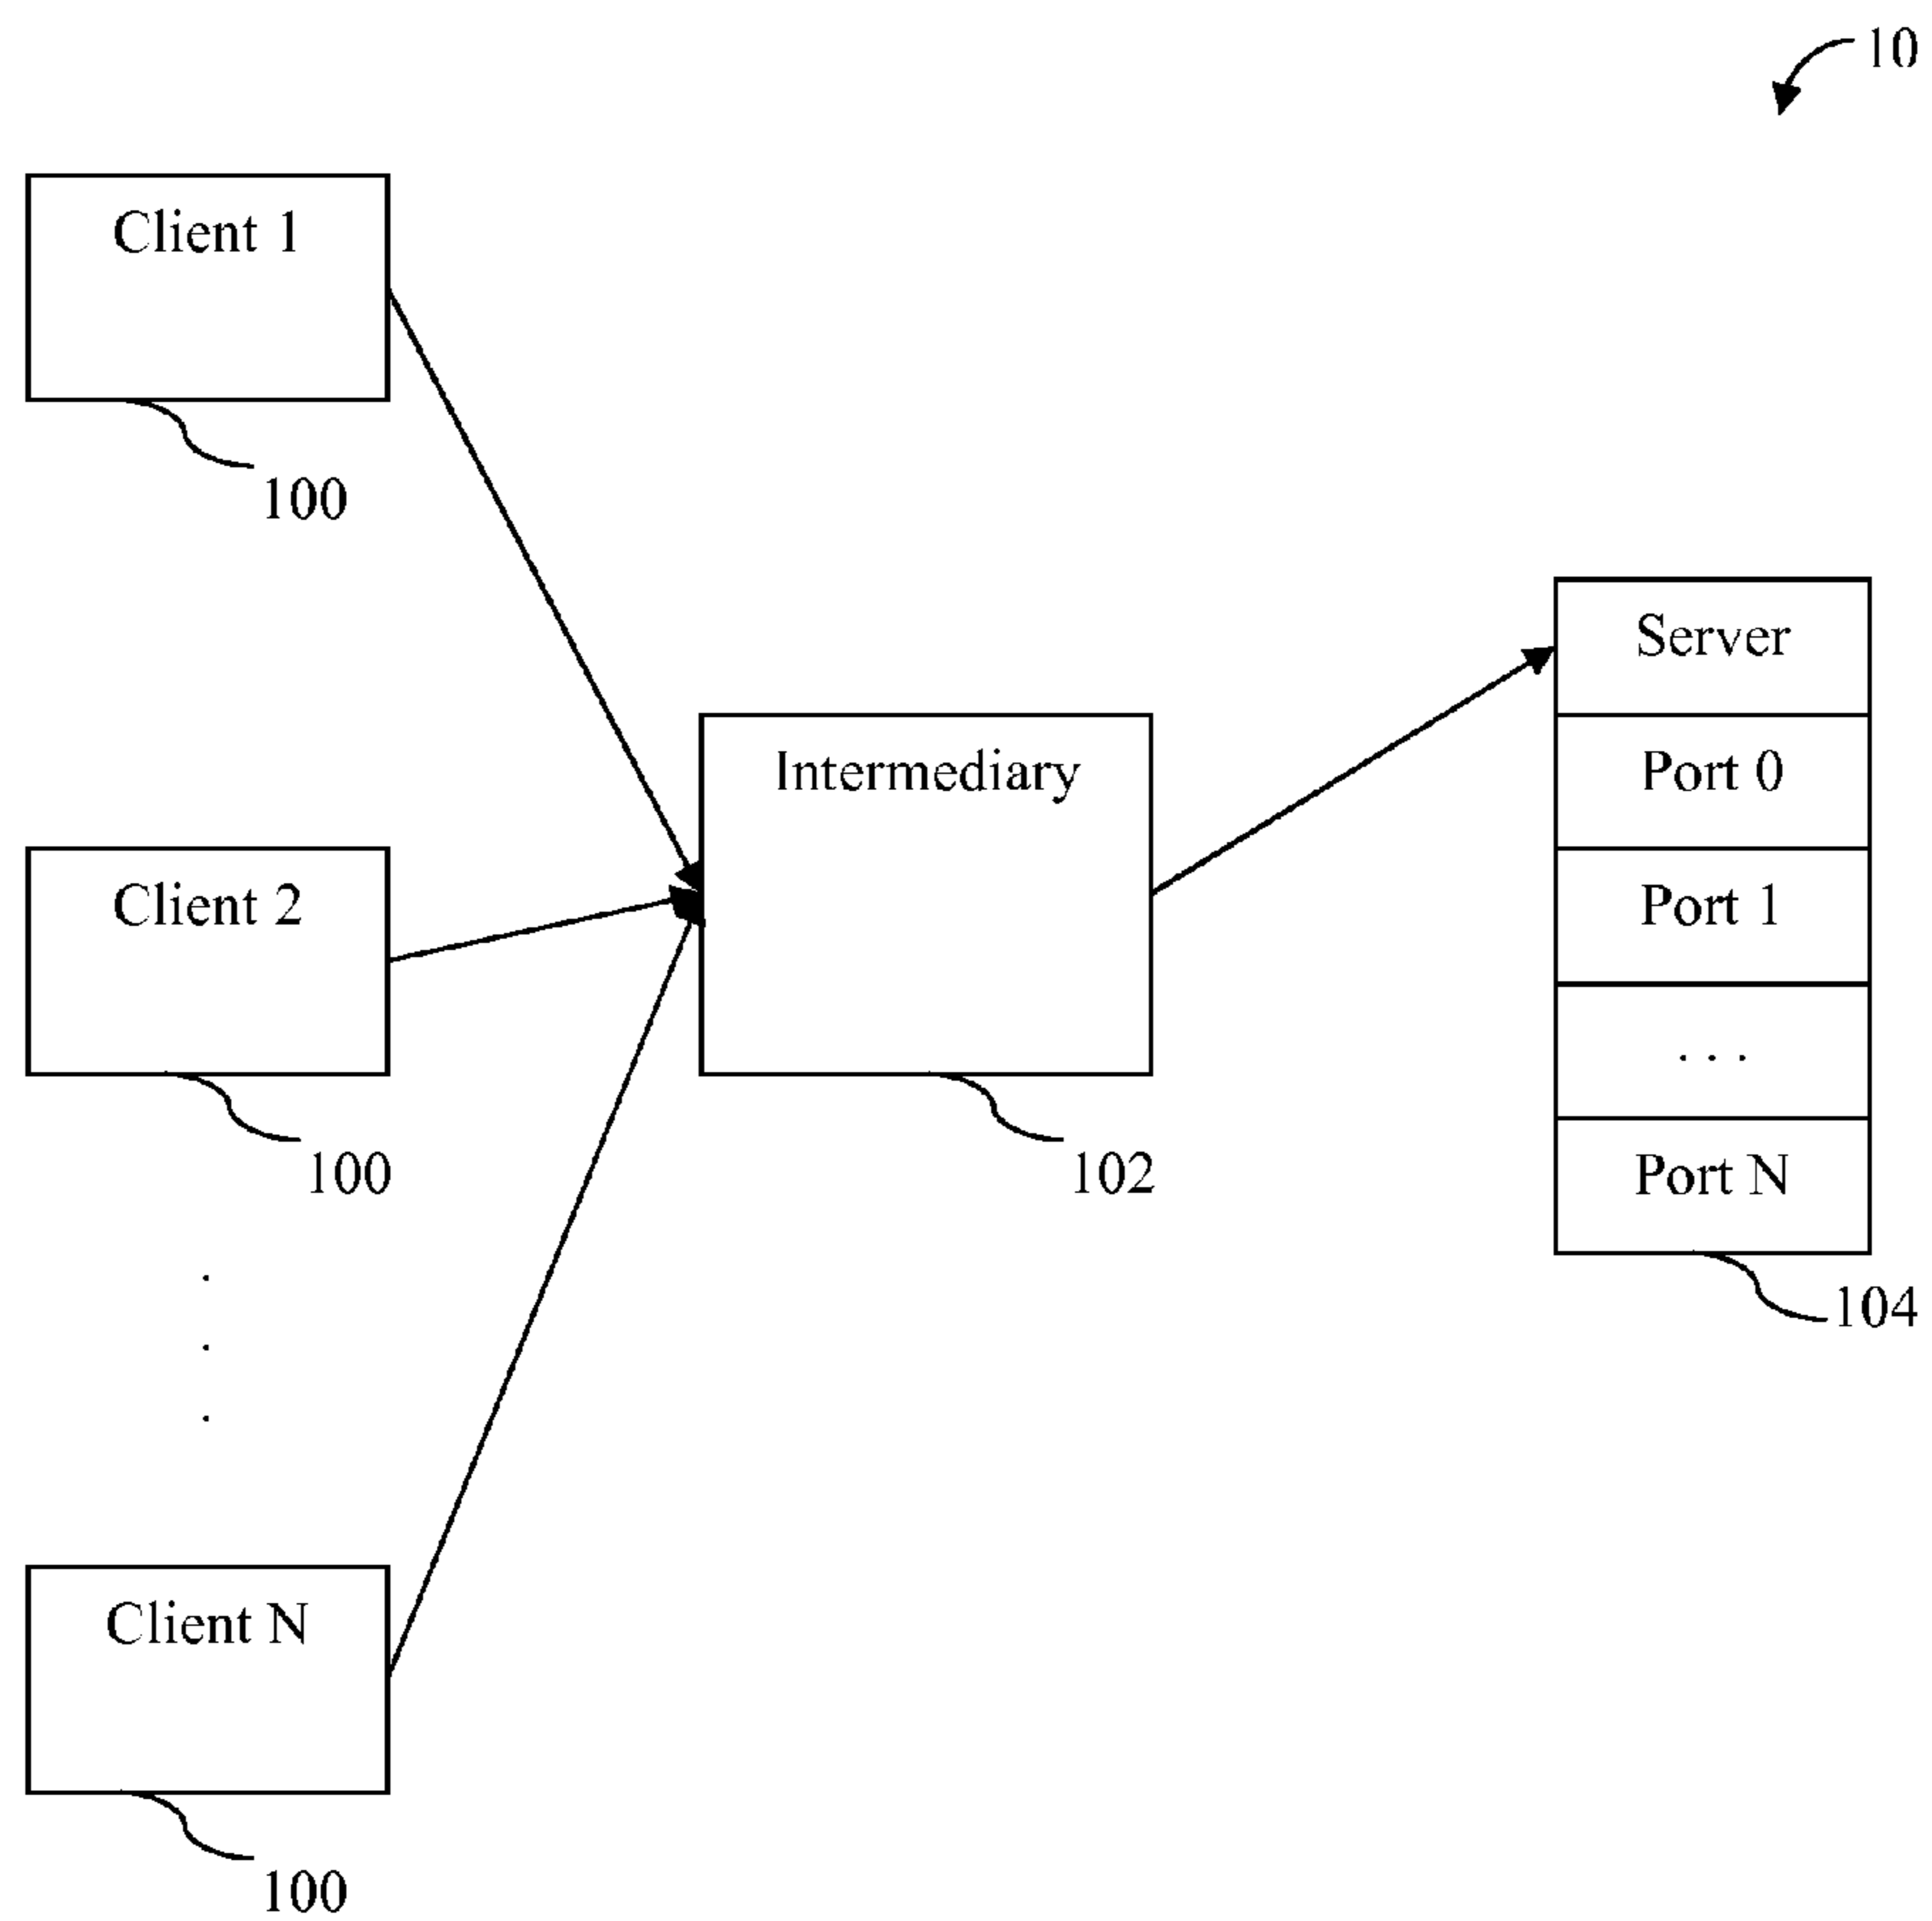 10
Client 1
100
Server
Intermediary
Port 0
Client 2
Port 1
. . .
100
102
Port N
.
.
.
104
Client N
100